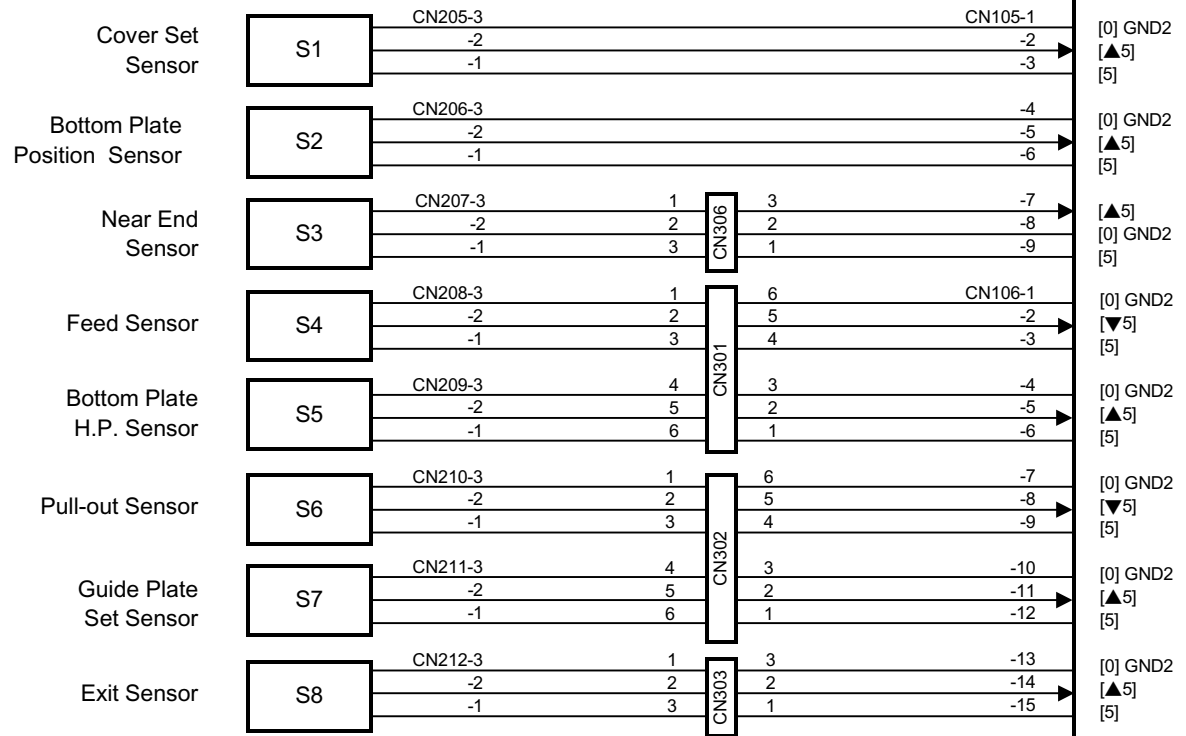 CN205-3 CN105-1 [0] GND2
Cover Set Sensor S1 -2 -2 [▲5]
-1 -3 [5]
CN206-3 -4 [0] GND2
Bottom Plate Position Sensor S2 -2 -5 [▲5]
-1 -6 [5]
CN207-3 1 3 -7 [▲5]
Near End Sensor S3 -2 2 CN306 2 -8 [0] GND2
-1 3 1 -9 [5]
CN208-3 1 6 CN106-1 [0] GND2
Feed Sensor S4 -2 2 5 -2 [▼5]
-1 3 CN301 4 -3 [5]
CN209-3 4 3 -4 [0] GND2
Bottom Plate H.P. Sensor S5 -2 5 2 -5 [▲5]
-1 6 1 -6 [5]
CN210-3 1 6 -7 [0] GND2
Pull-out Sensor S6 -2 2 5 -8 [▼5]
-1 3 CN302 4 -9 [5]
CN211-3 4 3 -10 [0] GND2
Guide Plate Set Sensor S7 -2 5 2 -11 [▲5]
-1 6 1 -12 [5]
CN212-3 1 3 -13 [0] GND2
Exit Sensor S8 -2 2 CN303 2 -14 [▲5]
-1 3 1 -15 [5]